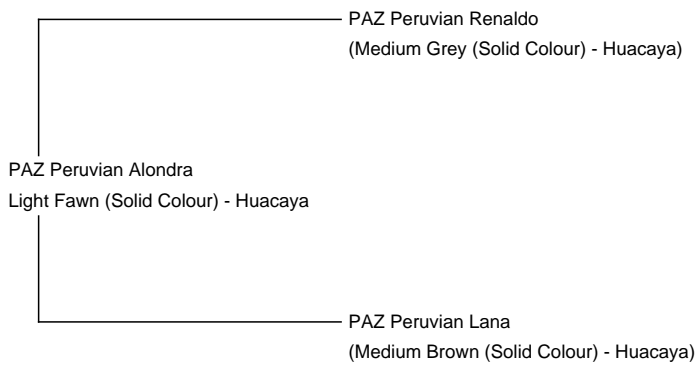 PAZ Peruvian Renaldo
(Medium Grey (Solid Colour) - Huacaya)
PAZ Peruvian Alondra
Light Fawn (Solid Colour) - Huacaya
PAZ Peruvian Lana
(Medium Brown (Solid Colour) - Huacaya)